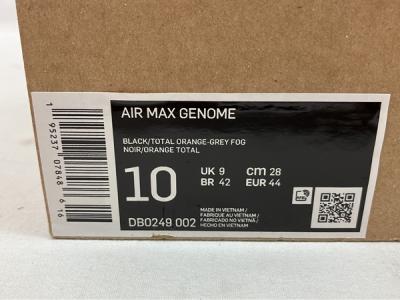 AIR MAX GENOME
BLACK/TOTAL ORANGE-GREY FOG
NOIR/ORANGE TOTAL
10
UK 9 cm 28
BR 42 EUR 44
DB0249 002
MADE IN VIETNAM /
FABRIQUÉ AU VIETNAM /
FABRICADO NO VIETNÃ /
HECHO EN VIETNAM
1 95237 07848 6 16